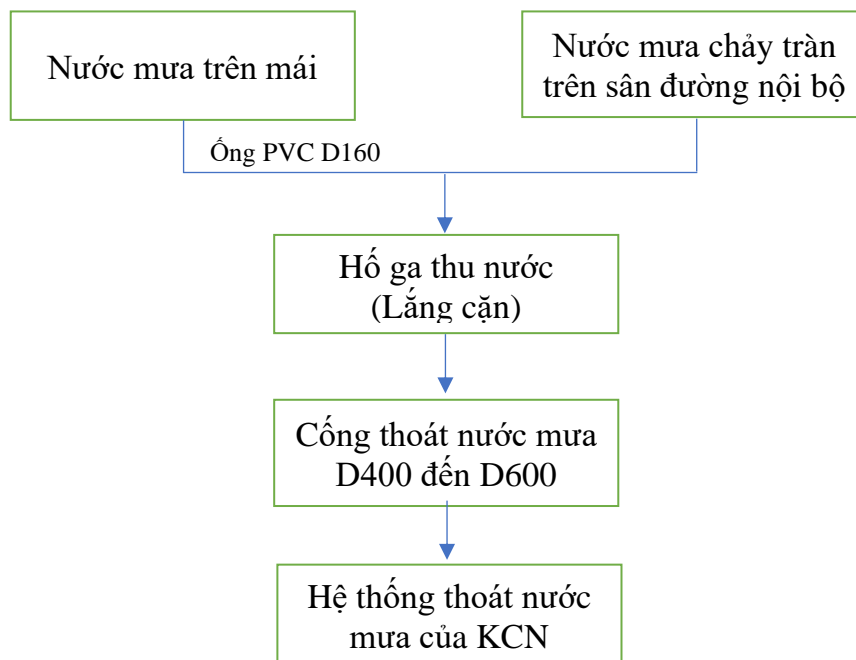 Nước mưa trên mái
Nước mưa chảy tràn
trên sân đường nội bộ
Ống PVC D160
Hố ga thu nước
(Lắng cặn)
Cống thoát nước mưa
D400 đến D600
Hệ thống thoát nước
mưa của KCN